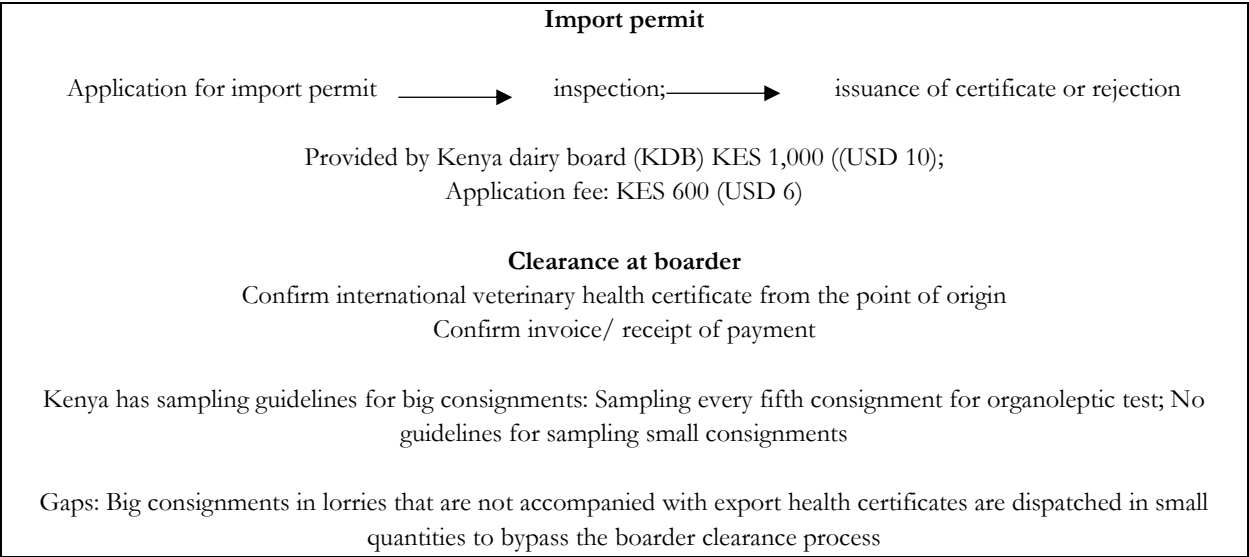 Import permit
Application for import permit inspection; issuance of certificate or rejection
Provided by Kenya dairy board (KDB) KES 1,000 ((USD 10);
Application fee: KES 600 (USD 6)
Clearance at boarder
Confirm international veterinary health certificate from the point of origin
Confirm invoice/ receipt of payment
Kenya has sampling guidelines for big consignments: Sampling every fifth consignment for organoleptic test; No
guidelines for sampling small consignments
Gaps: Big consignments in lorries that are not accompanied with export health certificates are dispatched in small
quantities to bypass the boarder clearance process